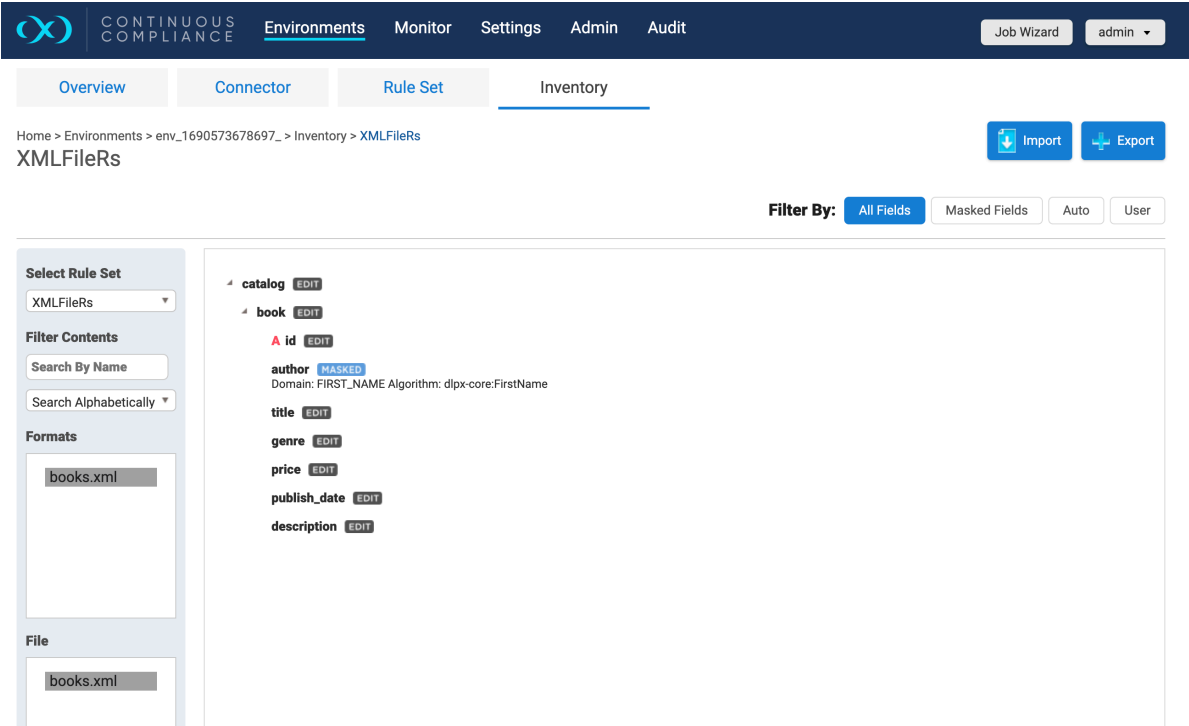 CONTINUOUS
COMPLIANCE
Environments Monitor Settings Admin Audit
Job Wizard admin
Overview Connector Rule Set Inventory
Home > Environments > env_1690573678697_ > Inventory > XMLFileRs
XMLFileRs
Import Export
Filter By: All Fields Masked Fields Auto User
Select Rule Set
XMLFileRs
Filter Contents
Search By Name
Search Alphabetically
Formats
books.xml
File
books.xml
catalog EDIT
book EDIT
A id EDIT
author MASKED
Domain: FIRST_NAME Algorithm: dlpx-core:FirstName
title EDIT
genre EDIT
price EDIT
publish_date EDIT
description EDIT